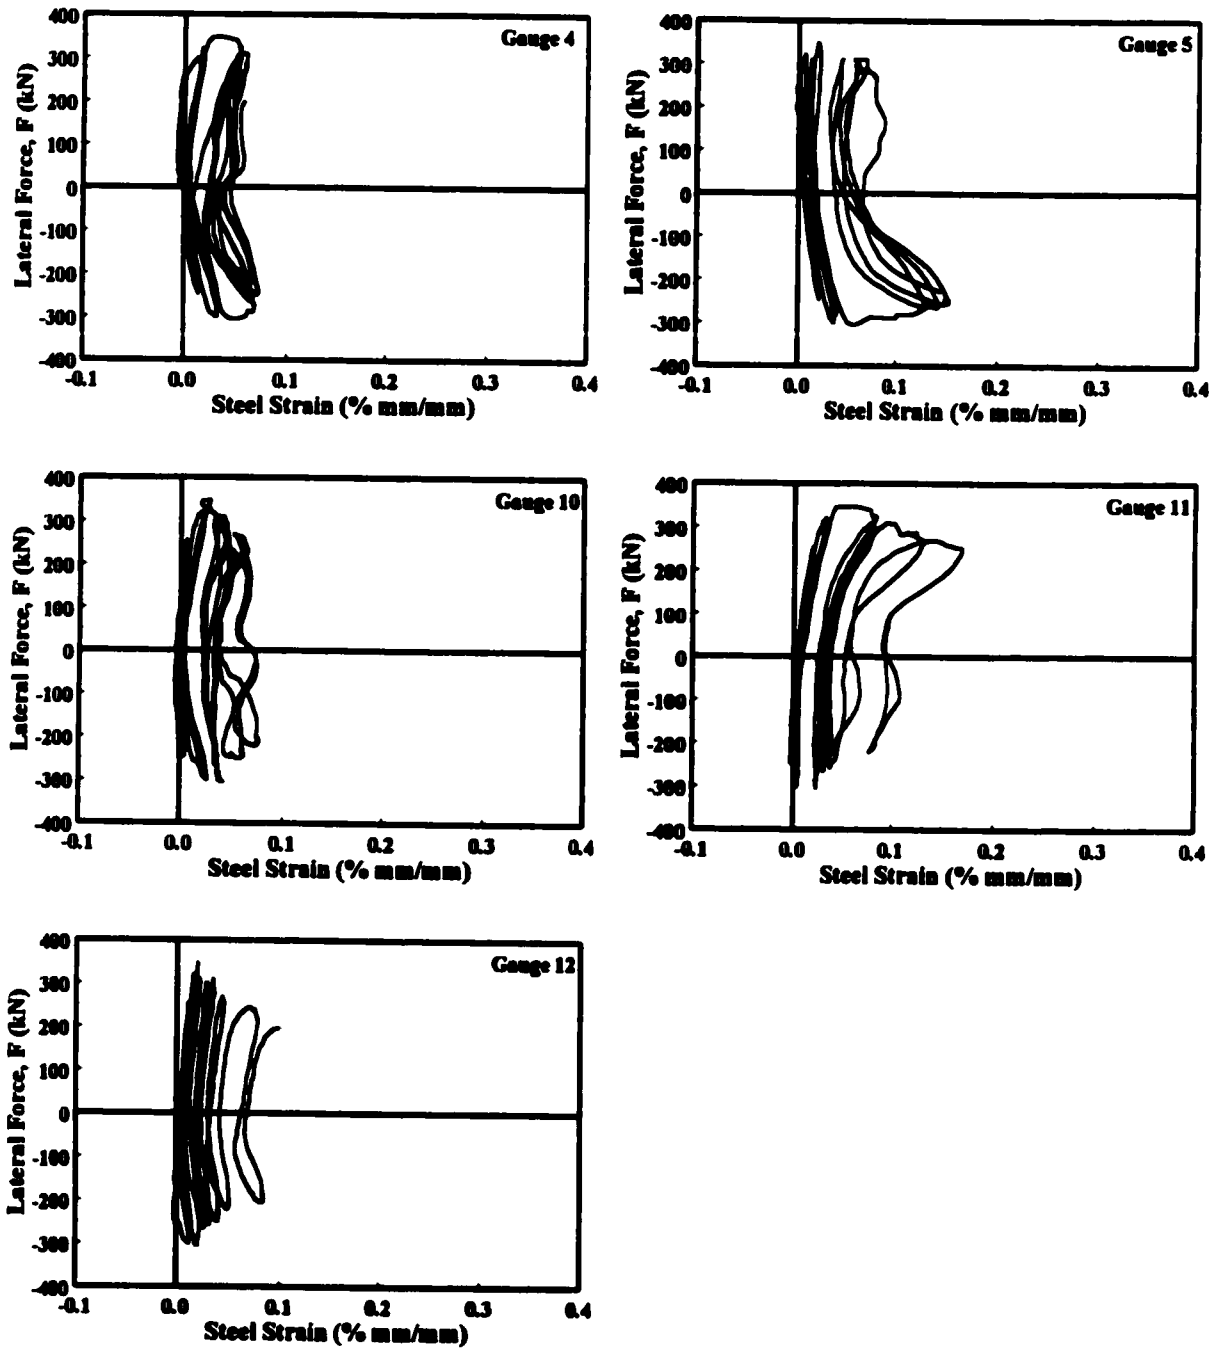 Gauge 4
400
300
200
100
0
-100
-200
-300
-400
Lateral Force, F (kN)
-0.1 0.0 0.1 0.2 0.3 0.4
Steel Strain (% mm/mm)
Gauge 5
400
300
200
100
0
-100
-200
-300
-400
Lateral Force, F (kN)
-0.1 0.0 0.1 0.2 0.3 0.4
Steel Strain (% mm/mm)
Gauge 10
400
300
200
100
0
-100
-200
-300
-400
Lateral Force, F (kN)
-0.1 0.0 0.1 0.2 0.3 0.4
Steel Strain (% mm/mm)
Gauge 11
400
300
200
100
0
-100
-200
-300
-400
Lateral Force, F (kN)
-0.1 0.0 0.1 0.2 0.3 0.4
Steel Strain (% mm/mm)
Gauge 12
400
300
200
100
0
-100
-200
-300
-400
Lateral Force, F (kN)
-0.1 0.0 0.1 0.2 0.3 0.4
Steel Strain (% mm/mm)